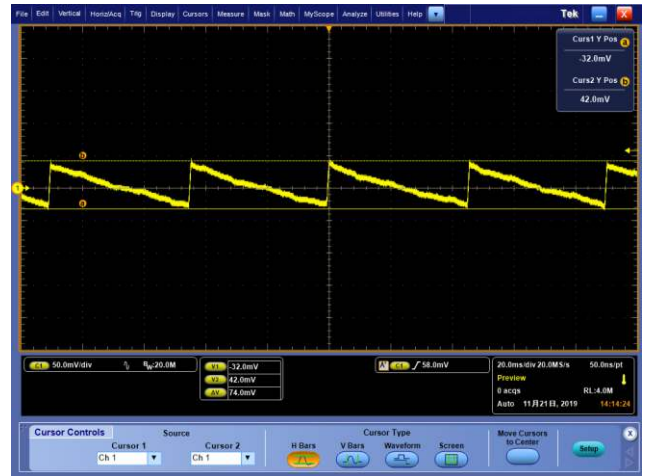 File Edit Vertical Horiz/Acq Trig Display Cursors Measure Mask Math MyScope Analyze Utilities Help Tek X
Curs1 Y Pos a
-32.0mV
Curs2 Y Pos b
42.0mV
b
1
a
C1 50.0mV/div BW:20.0M
V1 -32.0mV
V2 42.0mV
ΔV 74.0mV
A' C1 58.0mV
20.0ms/div 20.0MS/s 50.0ns/pt
Preview
0 acqs RL:4.0M
Auto 11月21日, 2019 14:14:24
Cursor Controls
Source
Cursor 1
Ch 1
Cursor 2
Ch 1
Cursor Type
H Bars V Bars Waveform Screen
Move Cursors
to Center
Setup
X